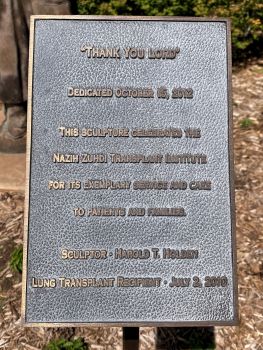 "Thank You Lord"
Dedicated October 15, 2012
This sculpture celebrates the
Nazih Zuhdi Transplant Institute
for its exemplary service and care
to patients and families.
Sculptor - Harold T. Holden
Lung Transplant Recipient - July 2, 2010